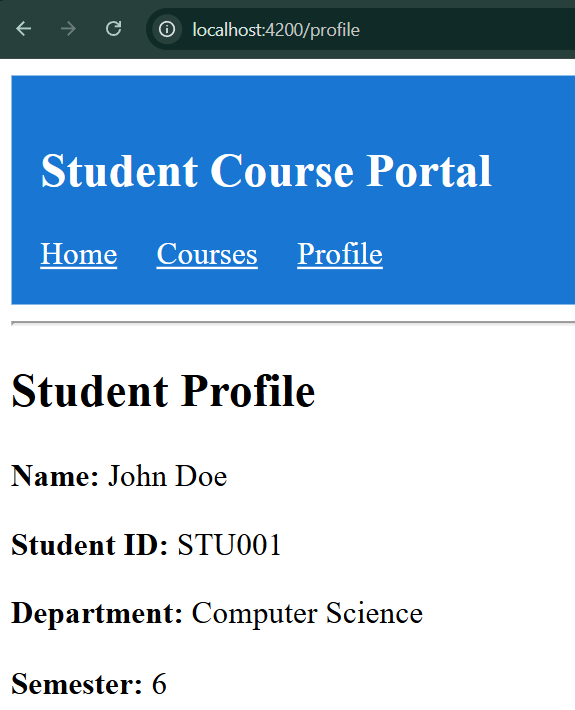 localhost:4200/profile
Student Course Portal
Home Courses Profile
Student Profile
Name: John Doe
Student ID: STU001
Department: Computer Science
Semester: 6